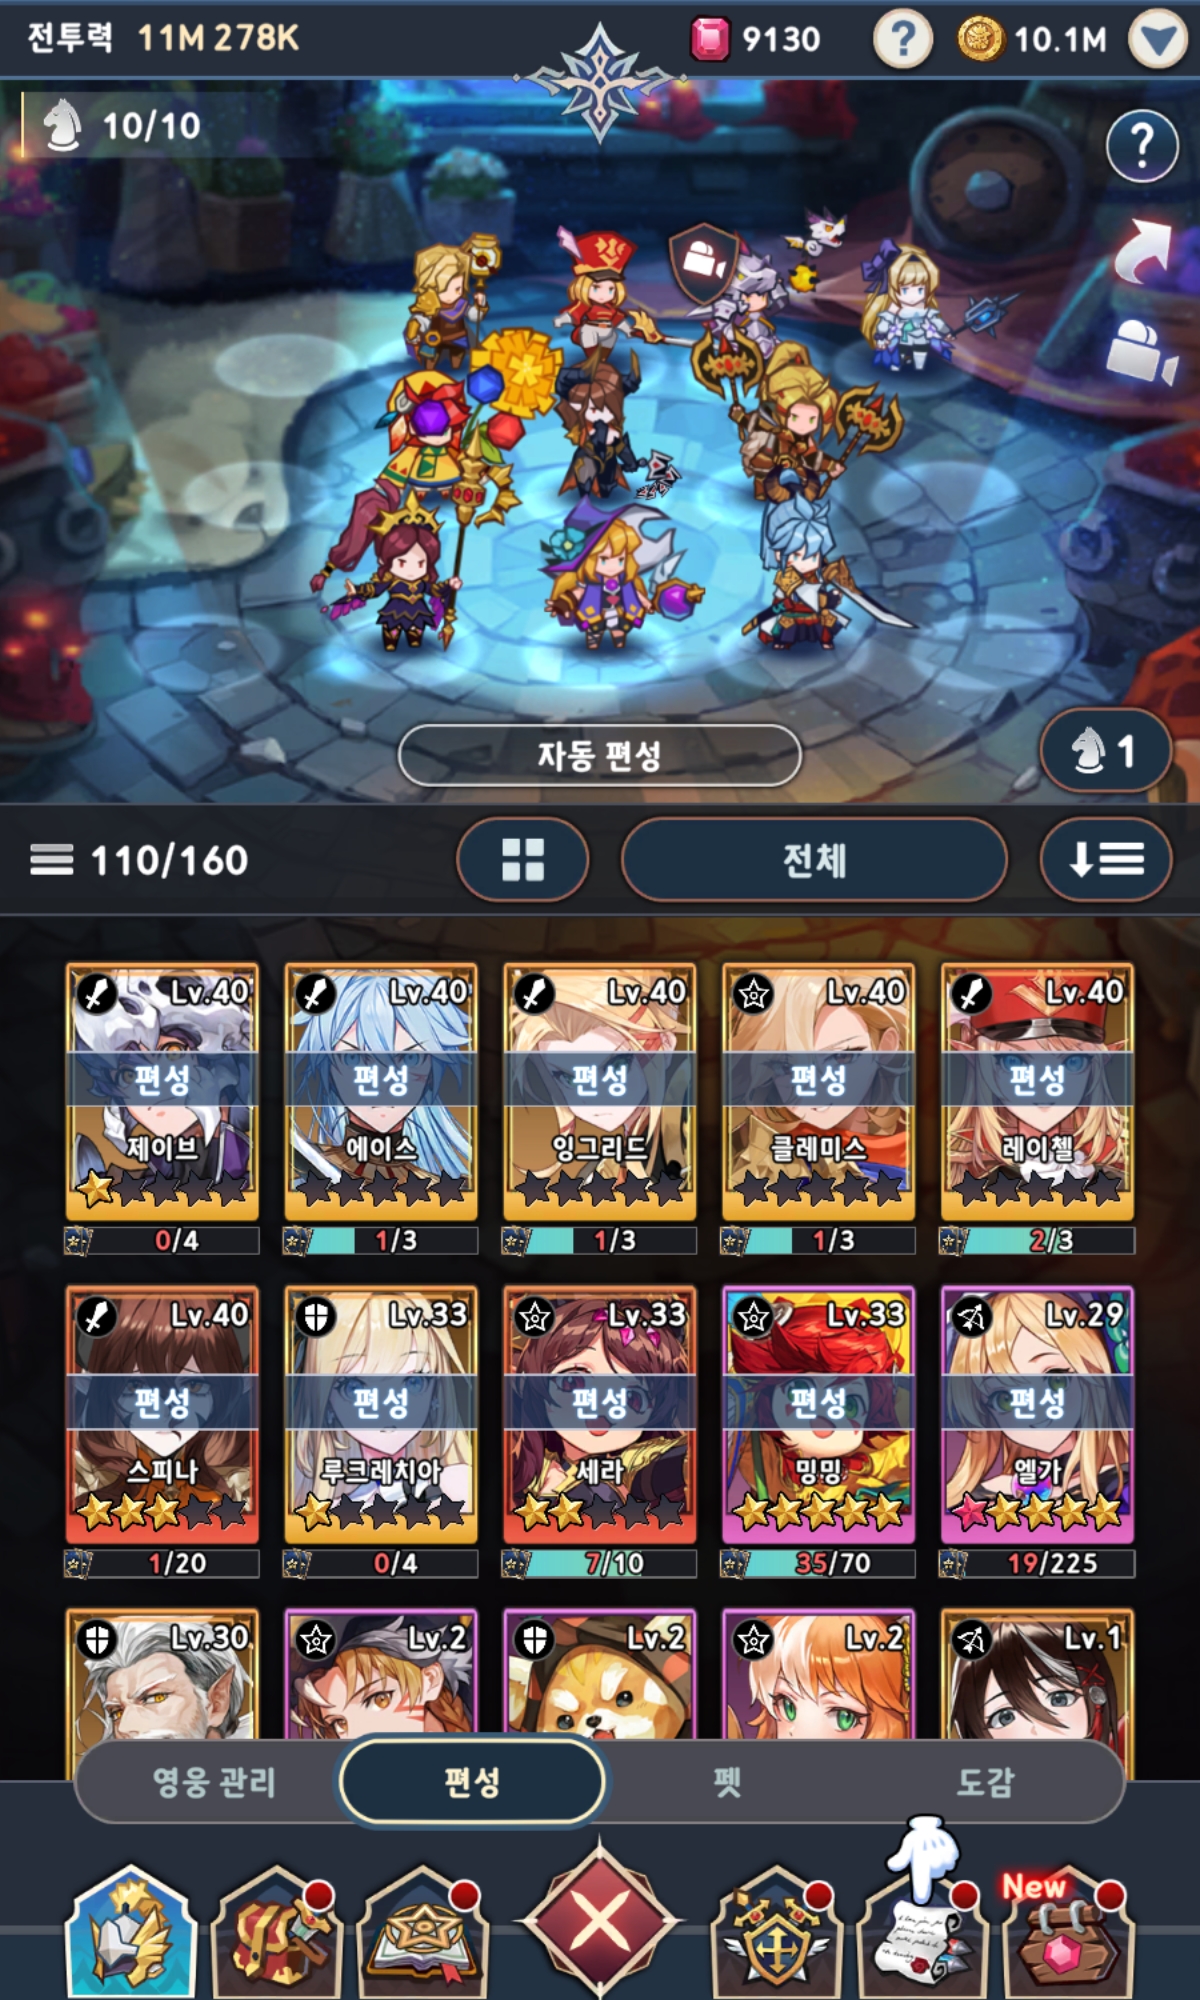 전투력 11M 278K 9130 ? 10.1M
10/10
?
자동 편성
1
110/160 전체
Lv.40 Lv.40 Lv.40 Lv.40 Lv.40
편성 편성 편성 편성 편성
제이브 에이스 잉그리드 클레미스 레이첼
0/4 1/3 1/3 1/3 2/3
Lv.40 Lv.33 Lv.33 Lv.33 Lv.29
편성 편성 편성 편성 편성
스피나 루크레치아 세라 밍밍 엘가
1/20 0/4 7/10 35/70 19/225
Lv.30 Lv.2 Lv.2 Lv.2 Lv.1
영웅 관리 편성 펫 도감
New